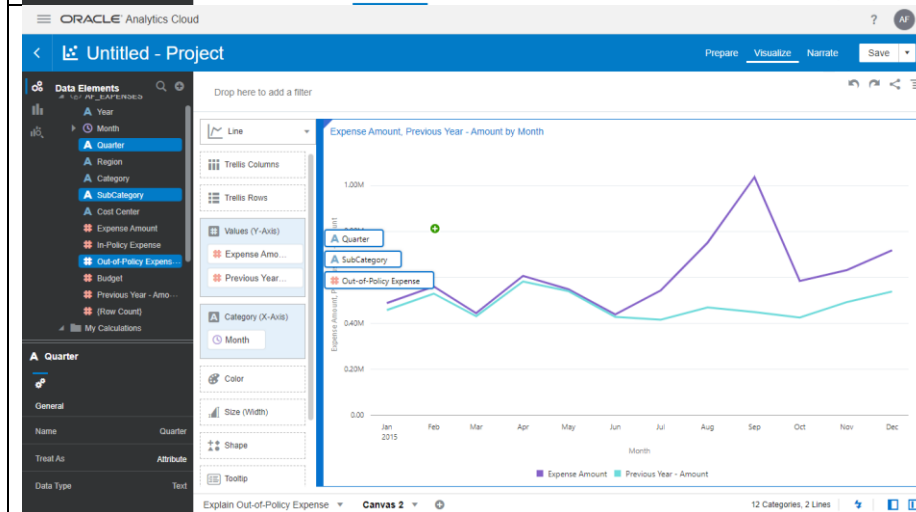 ORACLE Analytics Cloud
?
AF
Untitled - Project
Prepare
Visualize
Narrate
Save
Data Elements
AF_EXPENSES
Year
Month
Quarter
Region
Category
SubCategory
Cost Center
Expense Amount
In-Policy Expense
Out-of-Policy Expens...
Budget
Previous Year - Amo...
(Row Count)
My Calculations
A Quarter
General
Name Quarter
Treat As Attribute
Data Type Text
Drop here to add a filter
Line
Trellis Columns
Trellis Rows
Values (Y-Axis)
Expense Amo...
Previous Year...
Category (X-Axis)
Month
Color
Size (Width)
Shape
Tooltip
Expense Amount, Previous Year - Amount by Month
1.00M
A Quarter
A SubCategory
# Out-of-Policy Expense
0.40M
0.20M
0.00
Jan Feb Mar Apr May Jun Jul Aug Sep Oct Nov Dec
2015
Month
Expense Amount Previous Year - Amount
Explain Out-of-Policy Expense
Canvas 2
12 Categories, 2 Lines